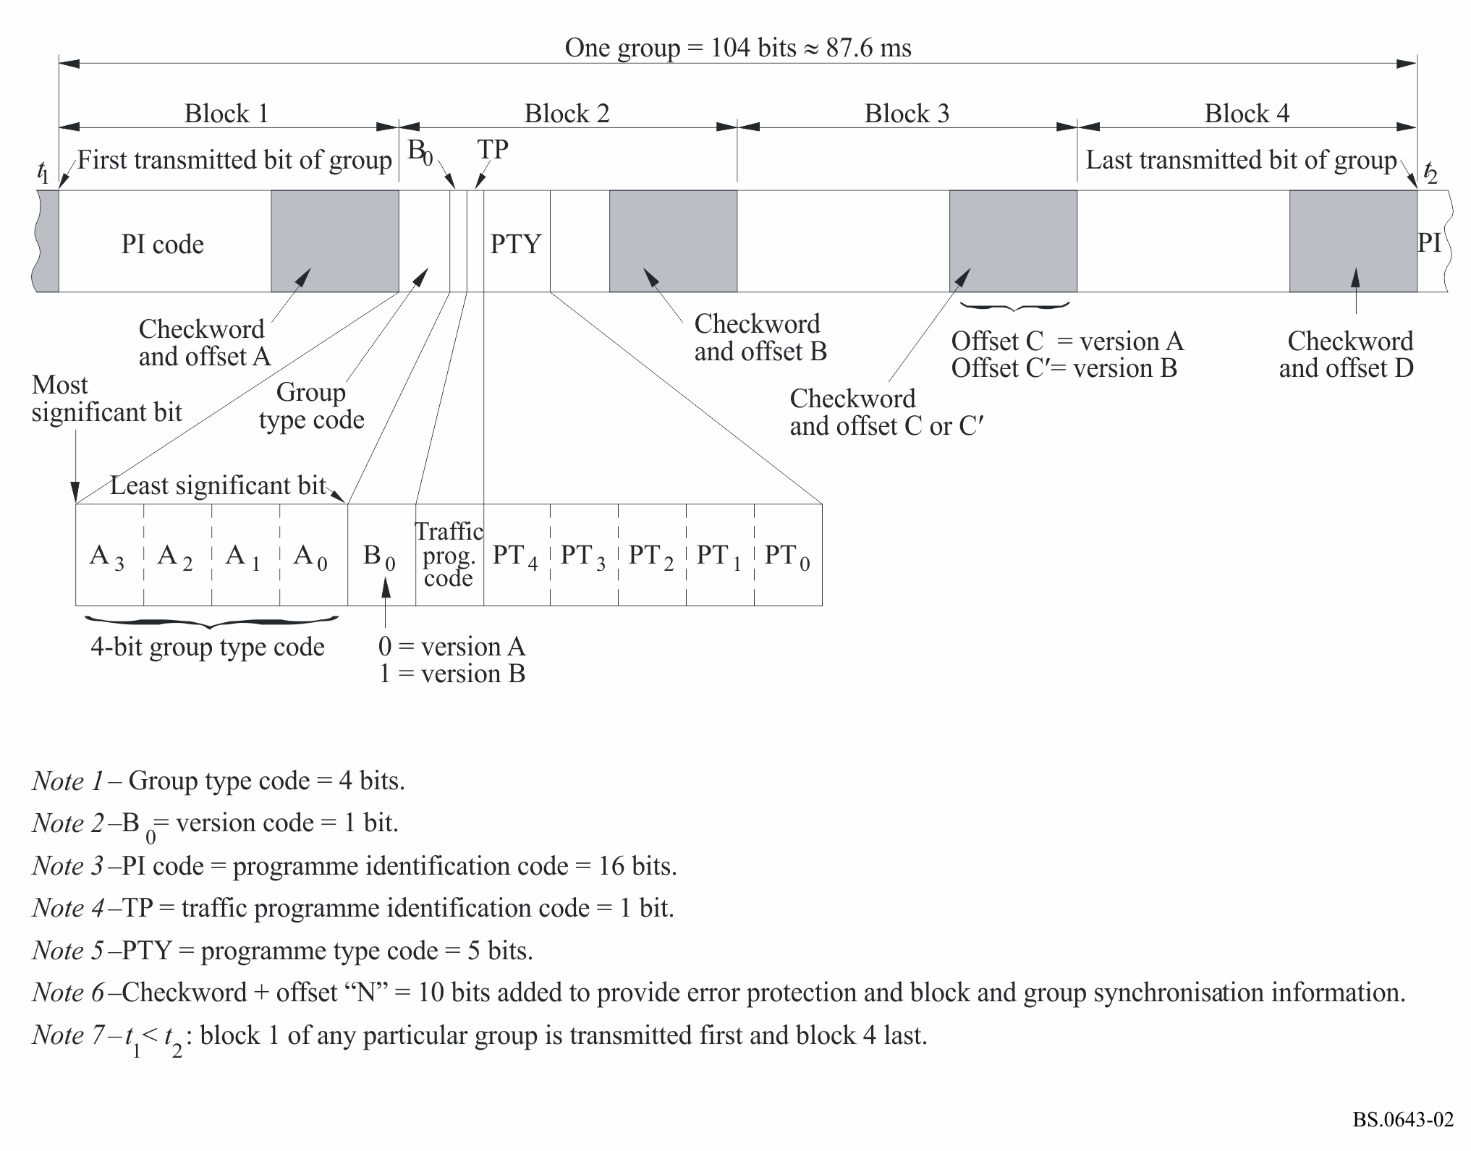 One group = 104 bits ≈ 87.6 ms
Block 1
Block 2
Block 3
Block 4
t1
First transmitted bit of group
B0
TP
Last transmitted bit of group
t2
PI code
PTY
PI
Checkword
and offset A
Group
type code
Checkword
and offset B
Checkword
and offset C or C′
Offset C = version A
Offset C′= version B
Checkword
and offset D
Most
significant bit
Least significant bit
A3 A2 A1 A0 B0
Traffic
prog.
code
PT4 PT3 PT2 PT1 PT0
4-bit group type code
0 = version A
1 = version B
Note 1– Group type code = 4 bits.
Note 2–B0= version code = 1 bit.
Note 3–PI code = programme identification code = 16 bits.
Note 4–TP = traffic programme identification code = 1 bit.
Note 5–PTY = programme type code = 5 bits.
Note 6–Checkword + offset “N” = 10 bits added to provide error protection and block and group synchronisation information.
Note 7–t1< t2: block 1 of any particular group is transmitted first and block 4 last.
BS.0643-02